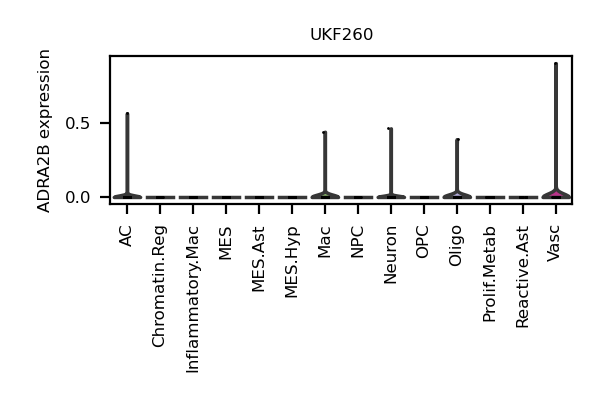 UKF260
ADRA2B expression
0.5
0.0
AC
Chromatin.Reg
Inflammatory.Mac
MES
MES.Ast
MES.Hyp
Mac
NPC
Neuron
OPC
Oligo
Prolif.Metab
Reactive.Ast
Vasc